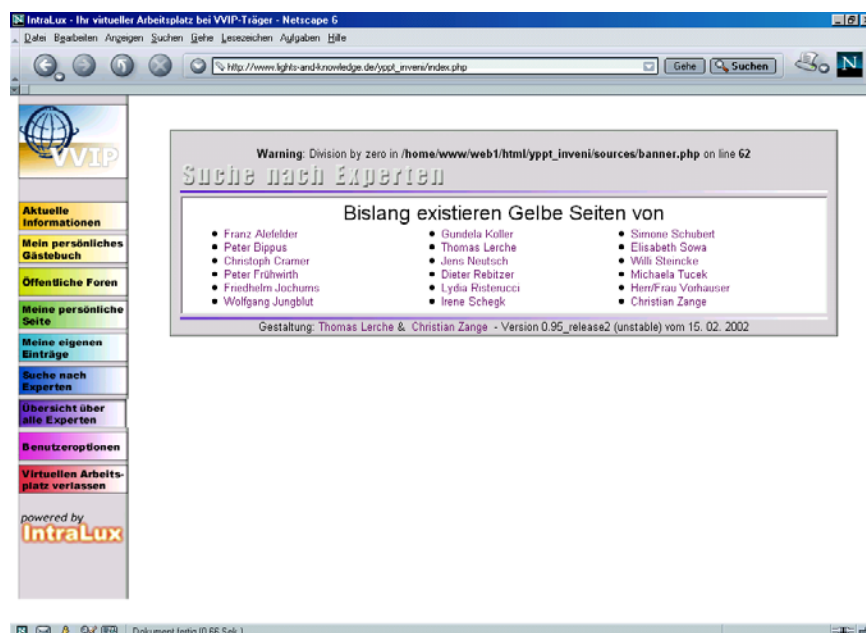 IntraLux - Ihr virtueller Arbeitsplatz bei VVIP-Träger - Netscape 6
Datei Bearbeiten Anzeigen Suchen Gehe Lesezeichen Aufgaben Hilfe
http://www.lights-and-knowledge.de/yppt_inveni/index.php Gehe Suchen
N
VVIP
Warning: Division by zero in /home/www/web1/html/yppt_inveni/sources/banner.php on line 62
Suche nach Experten
Bislang existieren Gelbe Seiten von
Franz Alefelder
Peter Bippus
Christoph Cramer
Peter Frühwirth
Friedhelm Jochums
Wolfgang Jungblut
Gundela Koller
Thomas Lerche
Jens Neutsch
Dieter Rebitzer
Lydia Risterucci
Irene Schegk
Simone Schubert
Elisabeth Sowa
Willi Steincke
Michaela Tucek
Herr/Frau Vorhauser
Christian Zange
Gestaltung: Thomas Lerche & Christian Zange - Version 0.95_release2 (unstable) vom 15. 02. 2002
Aktuelle
Informationen
Mein persönliches
Gästebuch
Öffentliche Foren
Meine persönliche
Seite
Meine eigenen
Einträge
Suche nach
Experten
Übersicht über
alle Experten
Benutzeroptionen
Virtuellen Arbeits-
platz verlassen
powered by
IntraLux
Dokument fertig (0.66 Sek.)